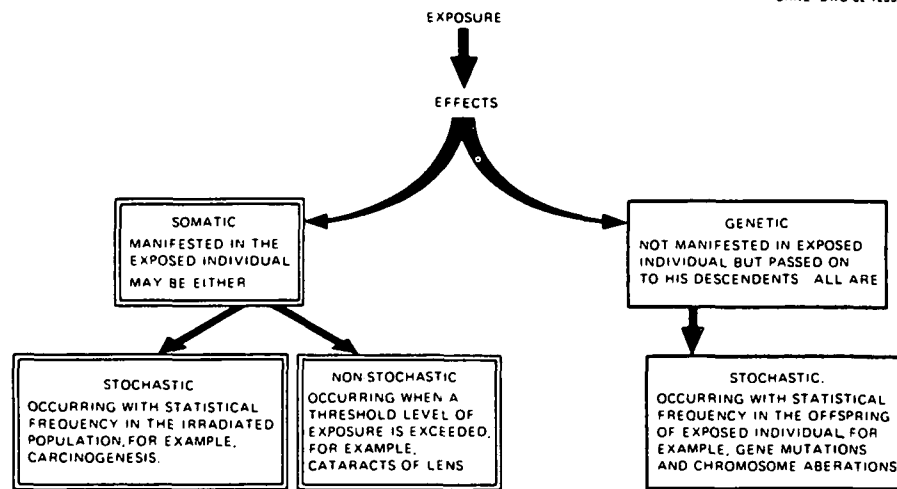 EXPOSURE
EFFECTS
SOMATIC
MANIFESTED IN THE
EXPOSED INDIVIDUAL
MAY BE EITHER
GENETIC
NOT MANIFESTED IN EXPOSED
INDIVIDUAL BUT PASSED ON
TO HIS DESCENDENTS ALL ARE
STOCHASTIC
OCCURRING WITH STATISTICAL
FREQUENCY IN THE IRRADIATED
POPULATION, FOR EXAMPLE,
CARCINOGENESIS.
NON STOCHASTIC
OCCURRING WHEN A
THRESHOLD LEVEL OF
EXPOSURE IS EXCEEDED,
FOR EXAMPLE,
CATARACTS OF LENS
STOCHASTIC.
OCCURRING WITH STATISTICAL
FREQUENCY IN THE OFFSPRING
OF EXPOSED INDIVIDUAL, FOR
EXAMPLE, GENE MUTATIONS
AND CHROMOSOME ABERATIONS